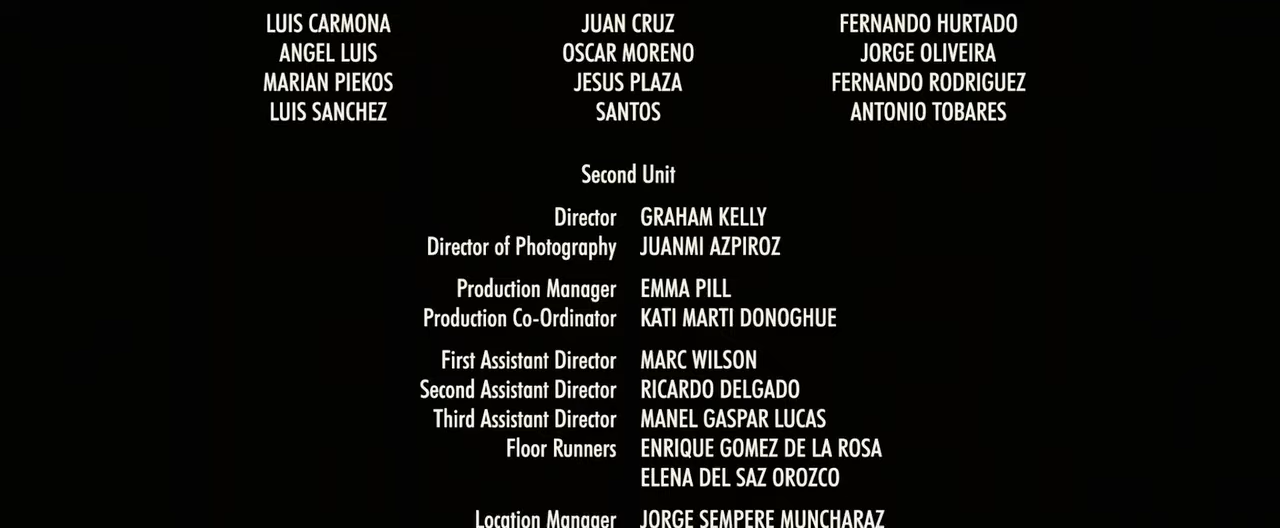 LUIS CARMONA JUAN CRUZ FERNANDO HURTADO
ANGEL LUIS OSCAR MORENO JORGE OLIVEIRA
MARIAN PIEKOS JESUS PLAZA FERNANDO RODRIGUEZ
LUIS SANCHEZ SANTOS ANTONIO TOBARES
Second Unit
Director GRAHAM KELLY
Director of Photography JUANMI AZPIROZ
Production Manager EMMA PILL
Production Co-Ordinator KATI MARTI DONOGHUE
First Assistant Director MARC WILSON
Second Assistant Director RICARDO DELGADO
Third Assistant Director MANEL GASPAR LUCAS
Floor Runners ENRIQUE GOMEZ DE LA ROSA
ELENA DEL SAZ OROZCO
Location Manager JORGE SEMPERE MUNCHARAZ